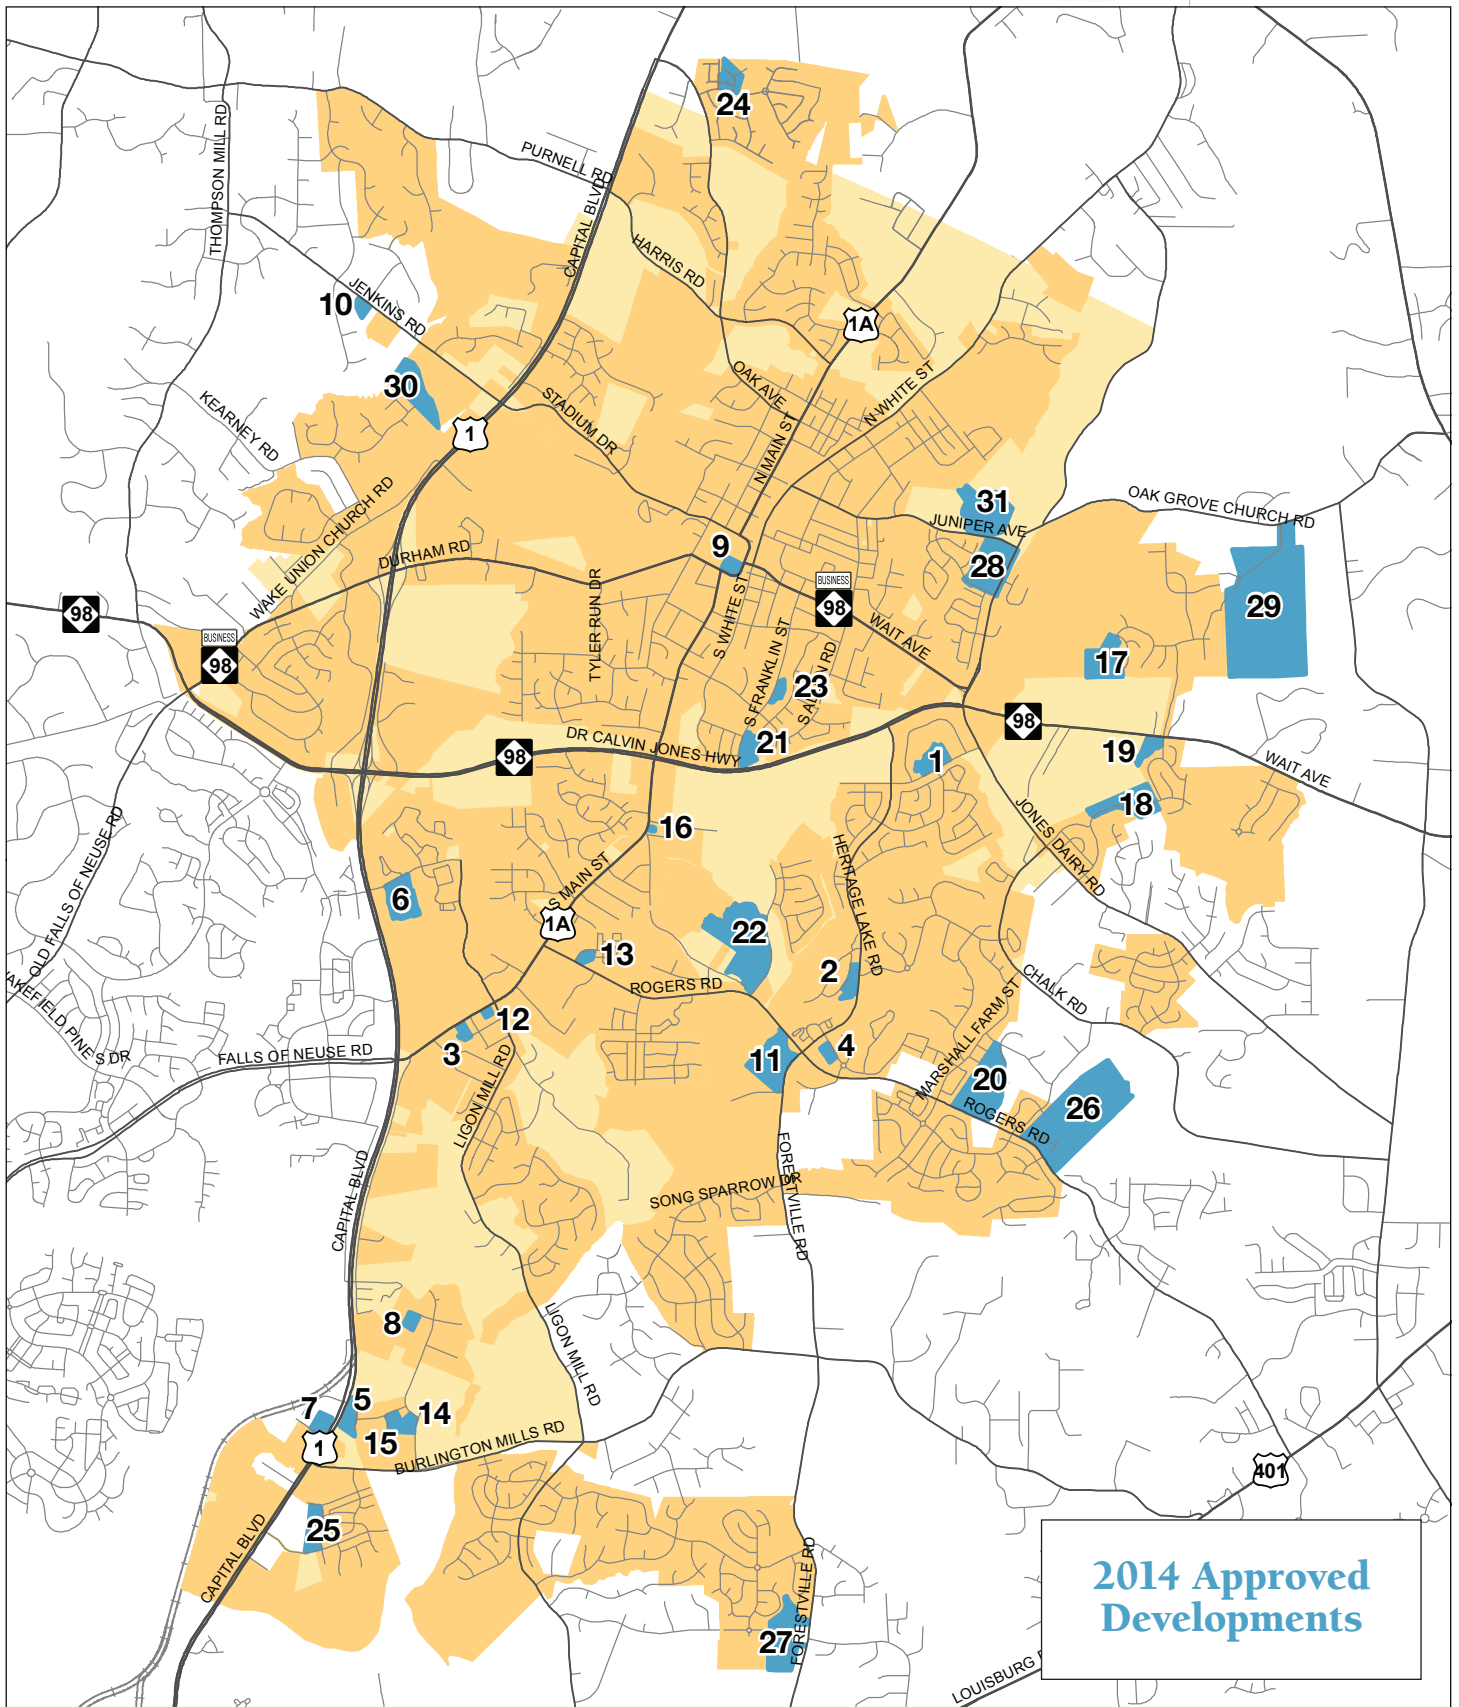 24
THOMPSON MILL RD
PURNELL RD
CAPITAL BLVD
HARRIS RD
10
JENKINS RD
1A
30
OAK AVE
N WHITE ST
KEARNEY RD
STADIUM DR
1
N MAIN ST
WAKE UNION CHURCH RD
31
OAK GROVE CHURCH RD
JUNIPER AVE
DURHAM RD
9
28
TYLER RUN DR
S WHITE ST
BUSINESS
98
98
29
BUSINESS
98
WAIT AVE
S FRANKLIN ST
17
23
DR CALVIN JONES HWY
21
98
98
1
19
WAIT AVE
18
JONES DAIRY RD
OLD FALLS OF NEUSE RD
16
HERITAGE LAKE RD
S MAIN ST
6
1A
22
13
2
ROGERS RD
CHALK RD
MARSHALL FARM ST
12
3
FALLS OF NEUSE RD
4
11
LIGON MILL RD
20
26
ROGERS RD
CAPITAL BLVD
SONG SPARROW DR
FORESTVILLE RD
8
LIGON MILL RD
7
5
14
15
1
BURLINGTON MILLS RD
401
25
CAPITAL BLVD
FORESTVILLE RD
27
2014 Approved
Developments
LOUISBURG